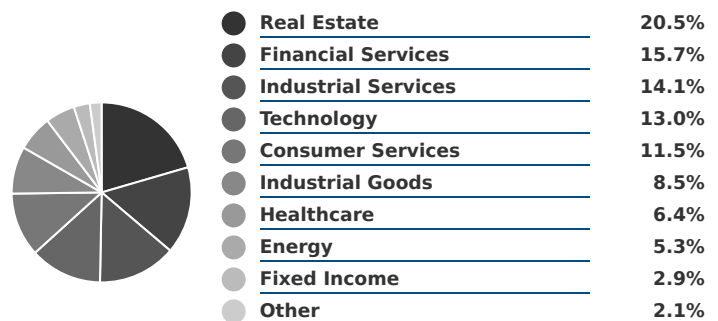 Real Estate 20.5%
Financial Services 15.7%
Industrial Services 14.1%
Technology 13.0%
Consumer Services 11.5%
Industrial Goods 8.5%
Healthcare 6.4%
Energy 5.3%
Fixed Income 2.9%
Other 2.1%